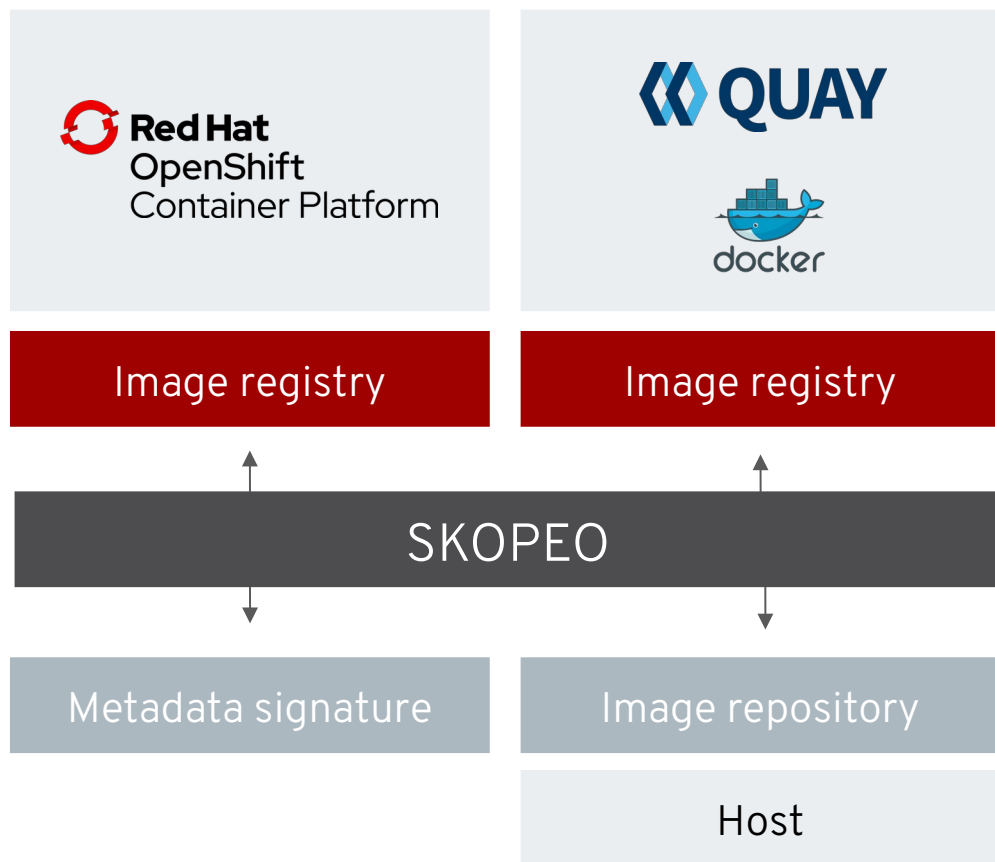 Red Hat
OpenShift
Container Platform
QUAY
docker
Image registry
Image registry
SKOPEO
Metadata signature
Image repository
Host